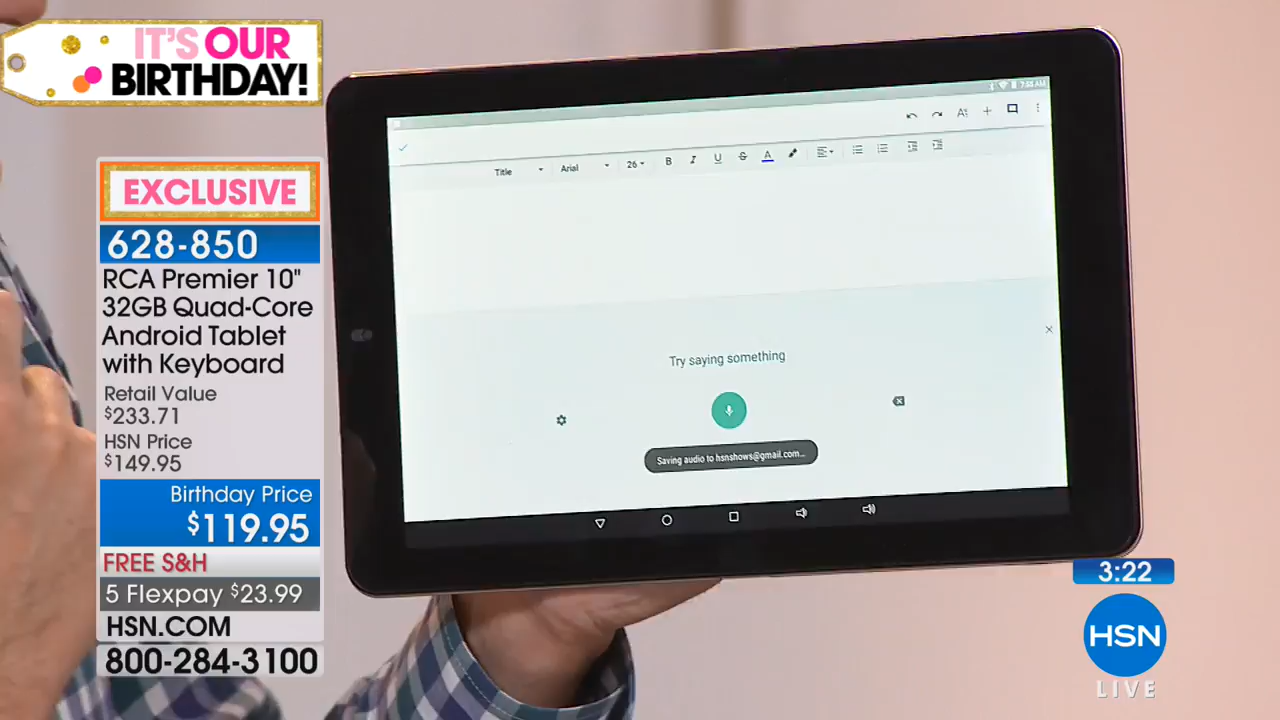 IT'S OUR
BIRTHDAY!
EXCLUSIVE
628-850
RCA Premier 10"
32GB Quad-Core
Android Tablet
with Keyboard
Retail Value
$233.71
HSN Price
$149.95
Birthday Price
$119.95
FREE S&H
5 Flexpay $23.99
HSN.COM
800-284-3100
Title Arial 26 B I U S A
Try saying something
Saving audio to hsnshows@gmail.com...
3:22
HSN
LIVE